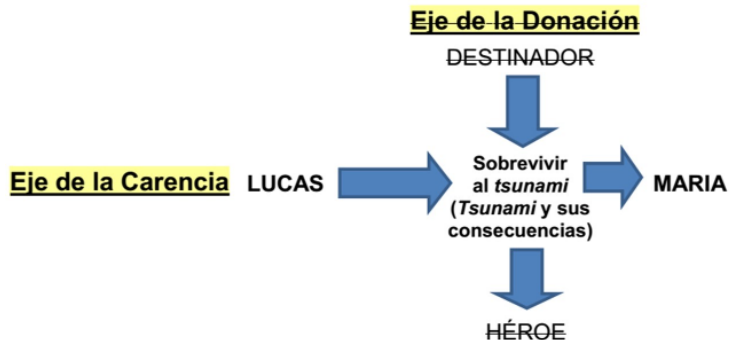 Eje de la Donación
DESTINADOR
Eje de la Carencia LUCAS
Sobrevivir
al tsunami
(Tsunami y sus
consecuencias)
MARIA
HÉROE